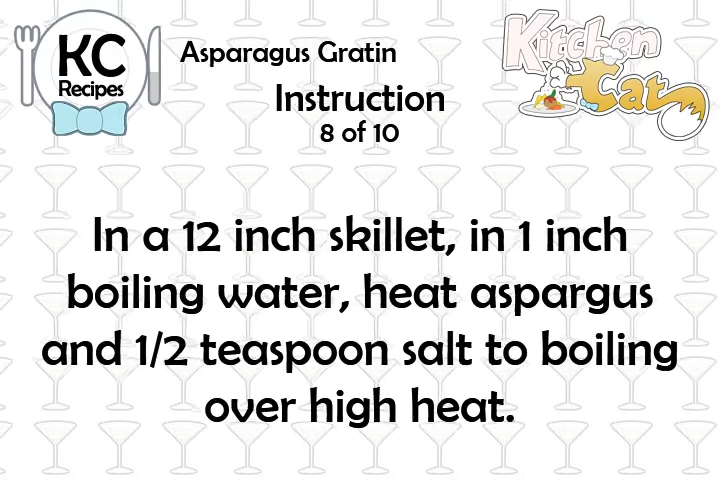 KC
Recipes
Asparagus Gratin
Instruction
8 of 10
Kitchen
Cat
In a 12 inch skillet, in 1 inch
boiling water, heat aspargus
and 1/2 teaspoon salt to boiling
over high heat.